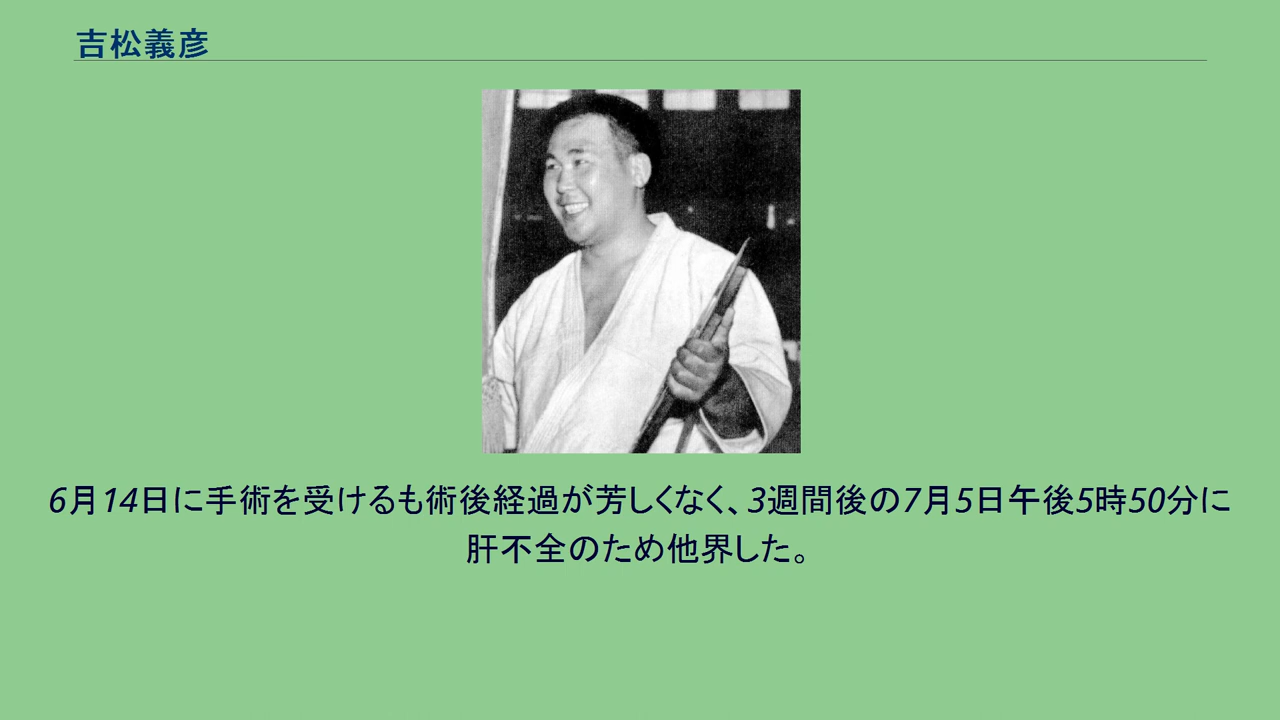 吉松義彦
6月14日に手術を受けるも術後経過が芳しくなく、3週間後の7月5日午後5時50分に
肝不全のため他界した。